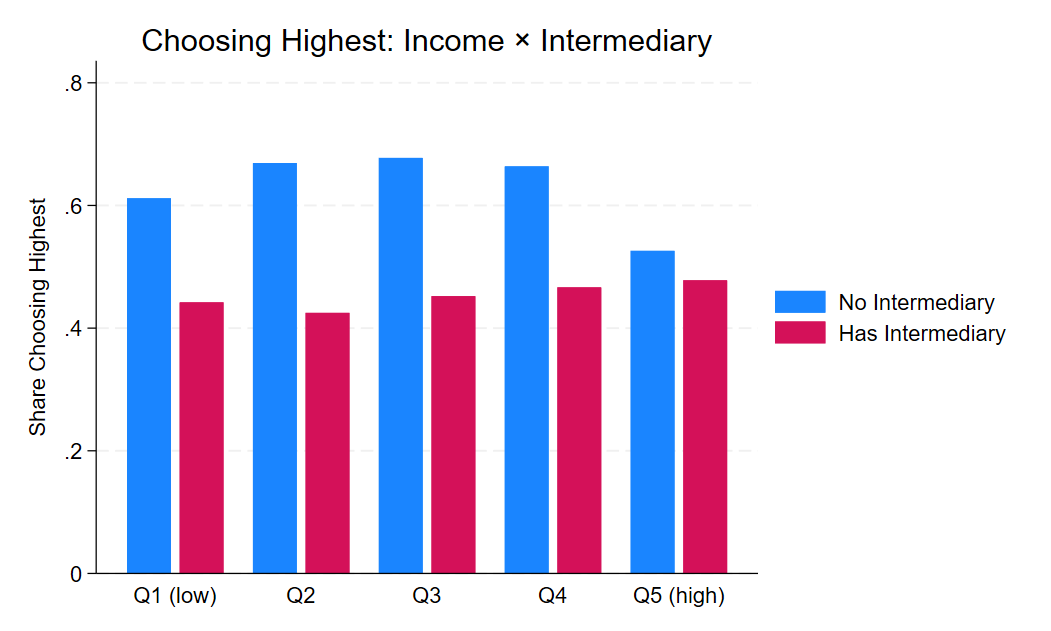 Choosing Highest: Income × Intermediary
Share Choosing Highest
.8
.6
.4
.2
0
Q1 (low)
Q2
Q3
Q4
Q5 (high)
No Intermediary
Has Intermediary